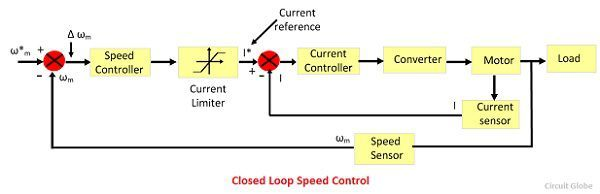 Current
reference
Δ ωm
ω*m
+
−
ωm
Speed
Controller
Current
Limiter
I*
+
−
I
Current
Controller
Converter
Motor
Load
I
Current
sensor
ωm
Speed
Sensor
Closed Loop Speed Control
Circuit Globe